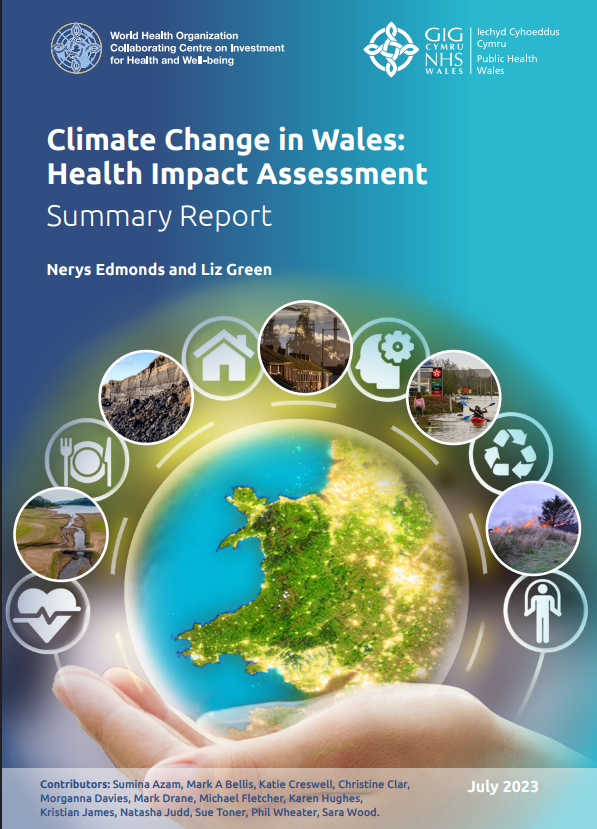 World Health Organization
Collaborating Centre on Investment
for Health and Well-being
GIG
CYMRU
NHS
WALES
Iechyd Cyhoeddus
Cymru
Public Health
Wales
Climate Change in Wales:
Health Impact Assessment
Summary Report
Nerys Edmonds and Liz Green
Contributors: Sumina Azam, Mark A Bellis, Katie Creswell, Christine Clar,
Morganna Davies, Mark Drane, Michael Fletcher, Karen Hughes,
Kristian James, Natasha Judd, Sue Toner, Phil Wheater, Sara Wood.
July 2023